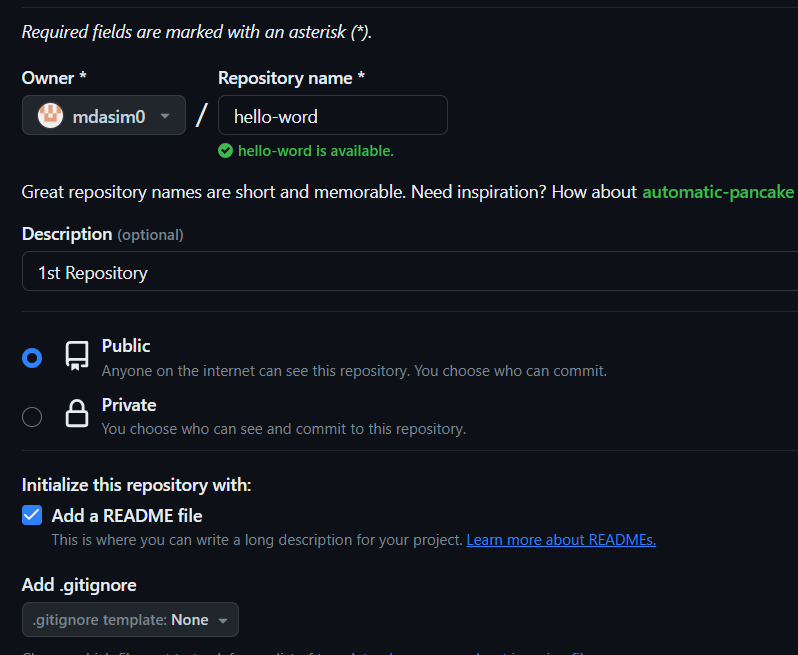 Required fields are marked with an asterisk (*).
Owner * Repository name *
mdasim0 / hello-word
hello-word is available.
Great repository names are short and memorable. Need inspiration? How about automatic-pancake
Description (optional)
1st Repository
Public
Anyone on the internet can see this repository. You choose who can commit.
Private
You choose who can see and commit to this repository.
Initialize this repository with:
Add a README file
This is where you can write a long description for your project. Learn more about READMEs.
Add .gitignore
.gitignore template: None